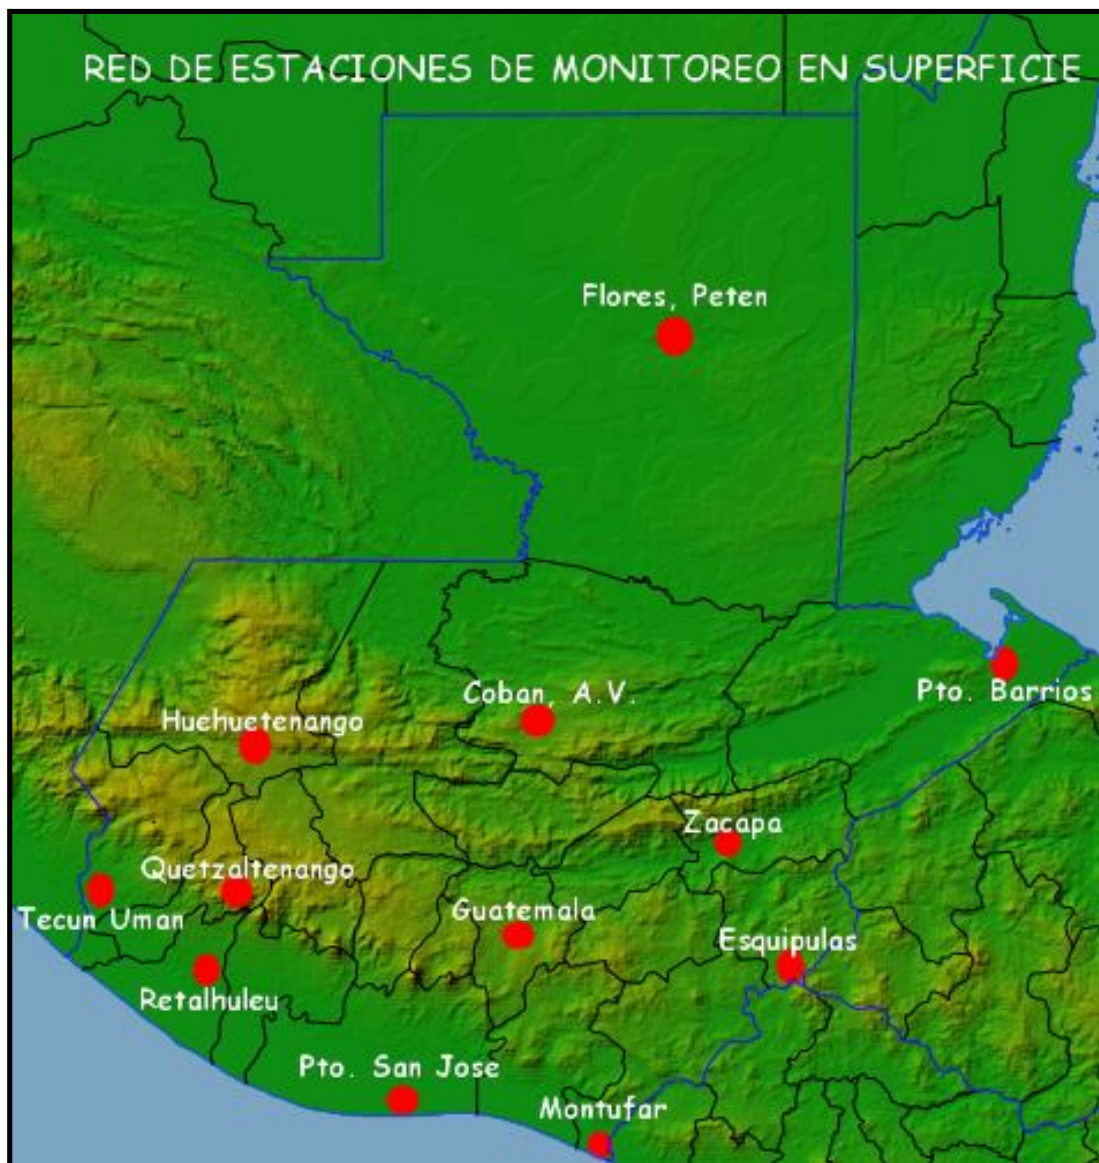 RED DE ESTACIONES DE MONITOREO EN SUPERFICIE
Flores, Peten
Pto. Barrios
Coban, A.V.
Huehuetenango
Zacapa
Quetzaltenango
Tecun Uman
Guatemala
Esquipulas
Retalhuleu
Pto. San Jose
Montufar